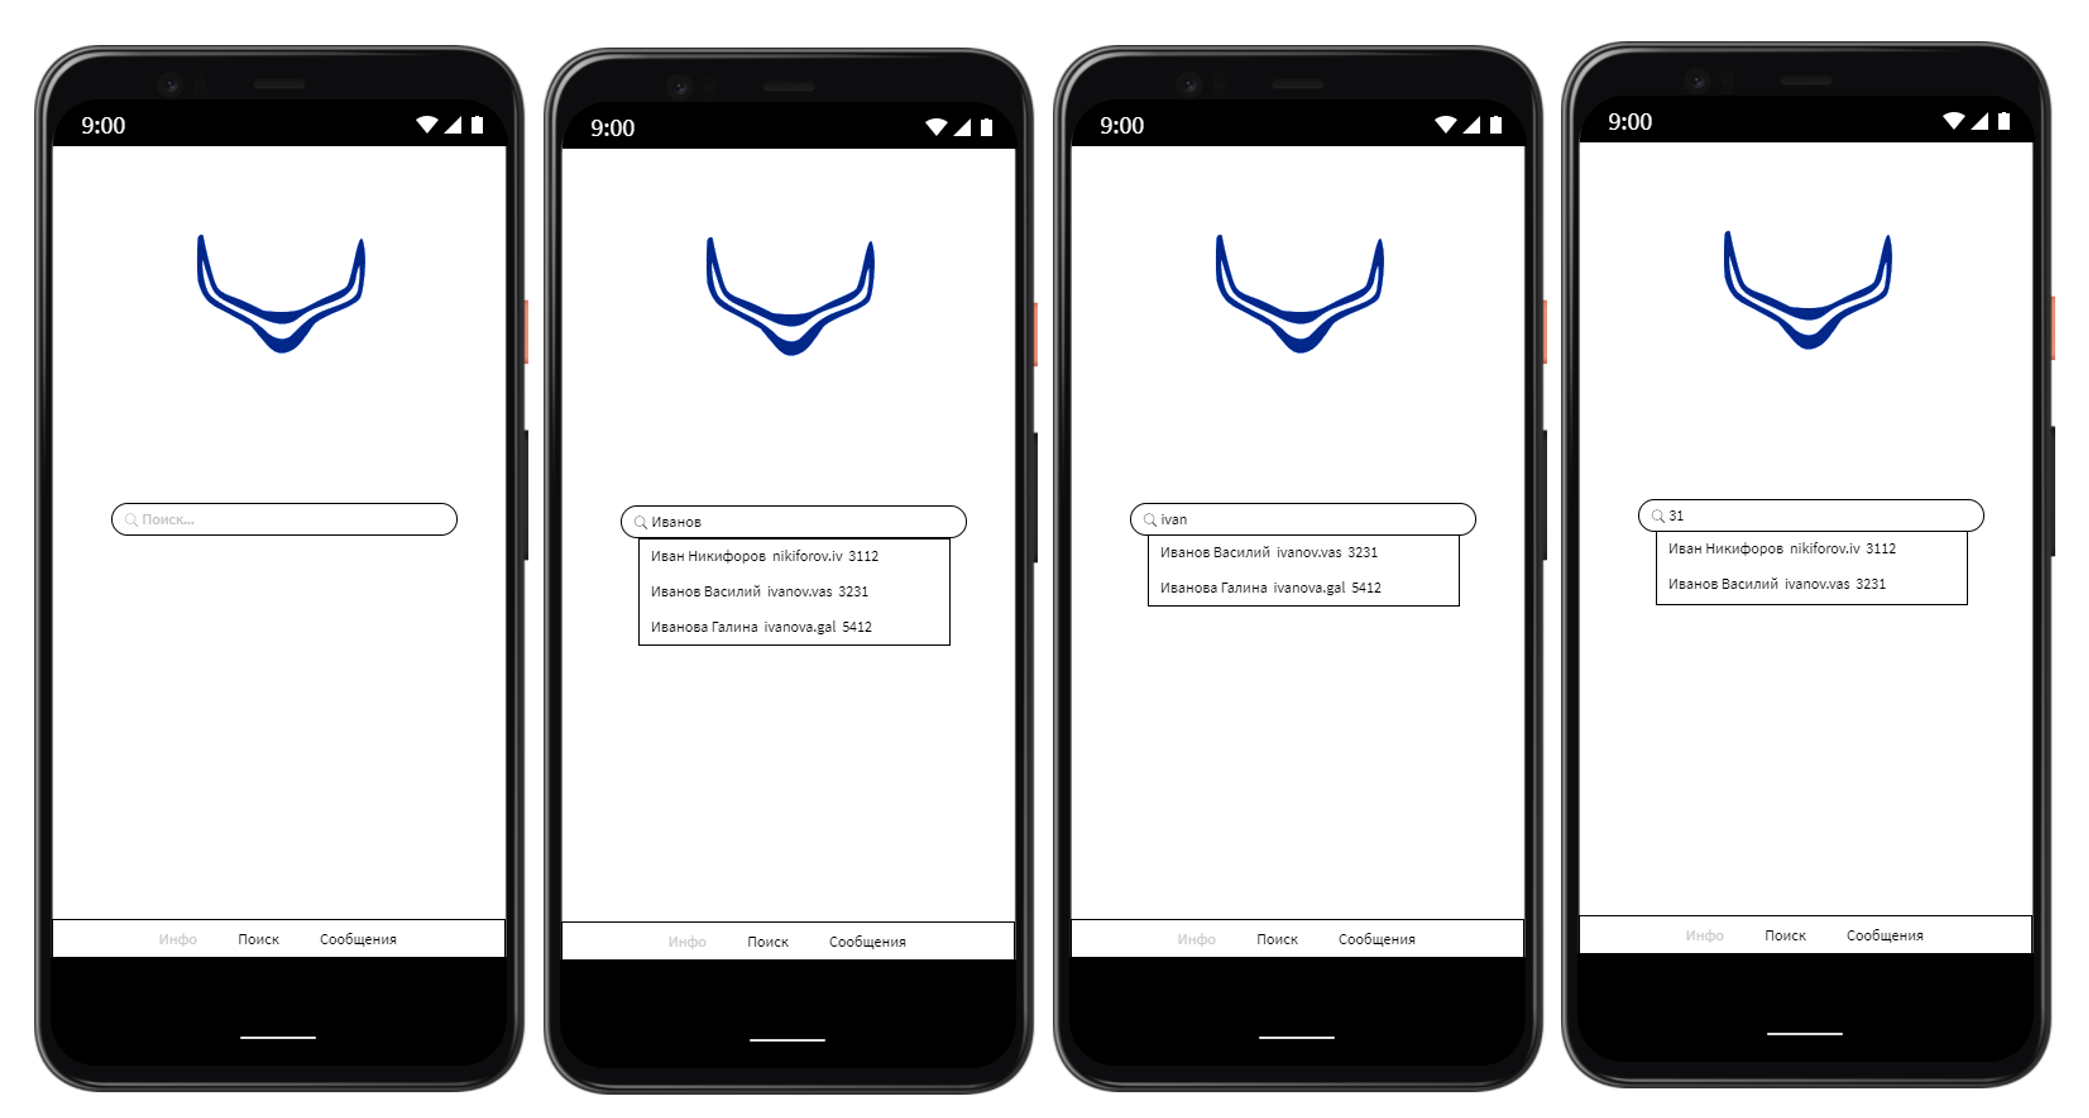 9:00
Поиск...
Инфо Поиск Сообщения
9:00
Иванов
Иван Никифоров nikiforov.iv 3112
Иванов Василий ivanov.vas 3231
Иванова Галина ivanova.gal 5412
Инфо Поиск Сообщения
9:00
ivan
Иванов Василий ivanov.vas 3231
Иванова Галина ivanova.gal 5412
Инфо Поиск Сообщения
9:00
31
Иван Никифоров nikiforov.iv 3112
Иванов Василий ivanov.vas 3231
Инфо Поиск Сообщения